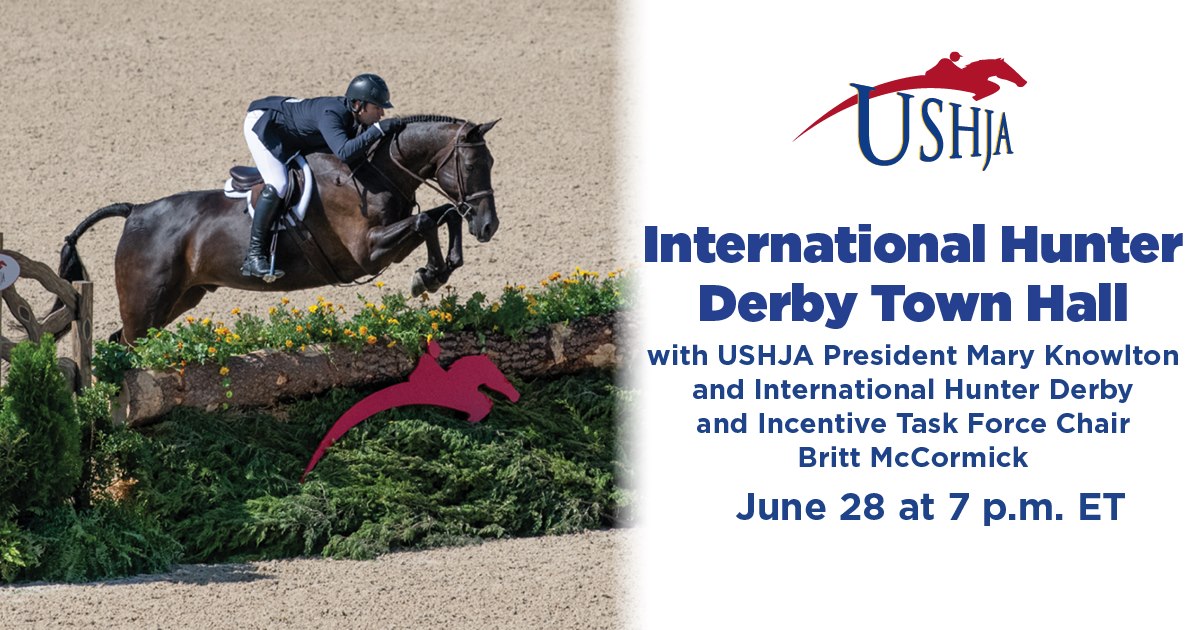 USHJA
International Hunter
Derby Town Hall
with USHJA President Mary Knowlton
and International Hunter Derby
and Incentive Task Force Chair
Britt McCormick
June 28 at 7 p.m. ET